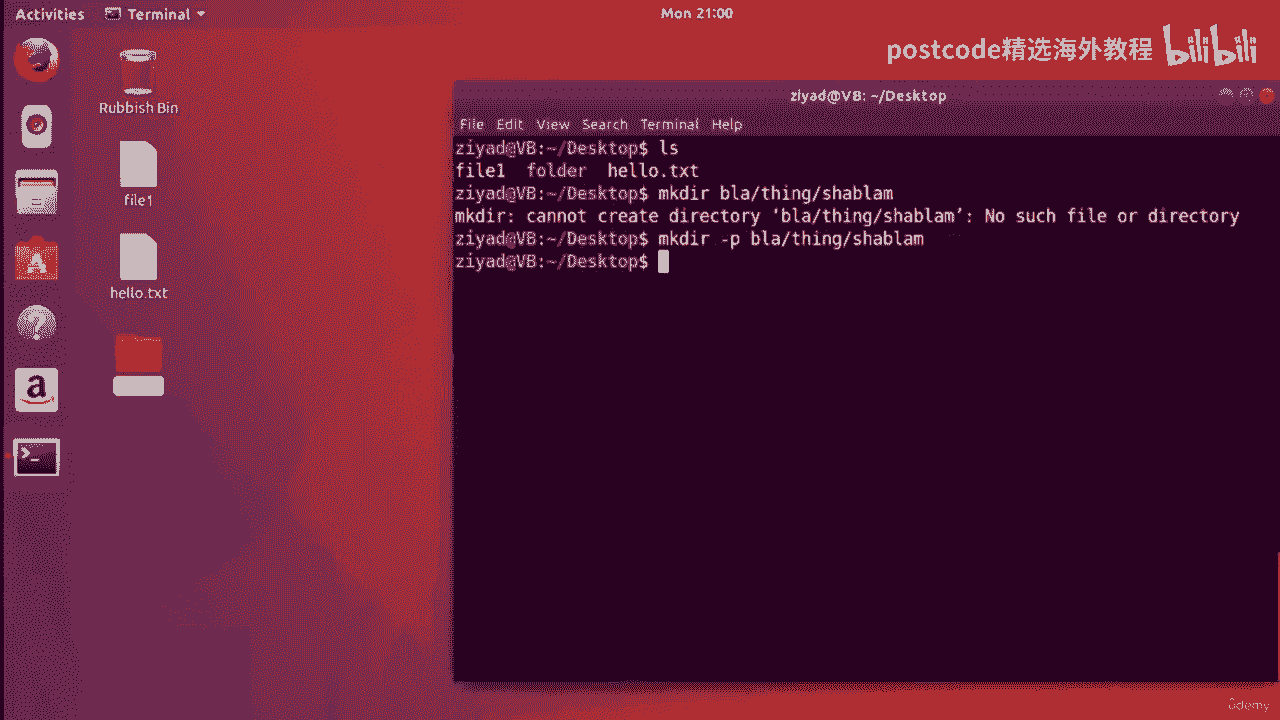 Activities
Terminal
Mon 21:00
postcode精选海外教程 bilibili
Rubbish Bin
file1
hello.txt
ziyad@VB: ~/Desktop
File Edit View Search Terminal Help
ziyad@VB:~/Desktop$ ls
file1 folder hello.txt
ziyad@VB:~/Desktop$ mkdir bla/thing/shablam
mkdir: cannot create directory ‘bla/thing/shablam’: No such file or directory
ziyad@VB:~/Desktop$ mkdir -p bla/thing/shablam
ziyad@VB:~/Desktop$
ûdemy